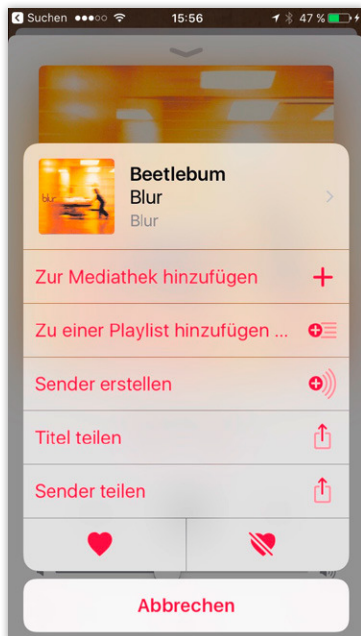 Suchen 15:56 47 %
blur
Beetlebum
Blur
Blur
Zur Mediathek hinzufügen
Zu einer Playlist hinzufügen ...
Sender erstellen
Titel teilen
Sender teilen
Abbrechen